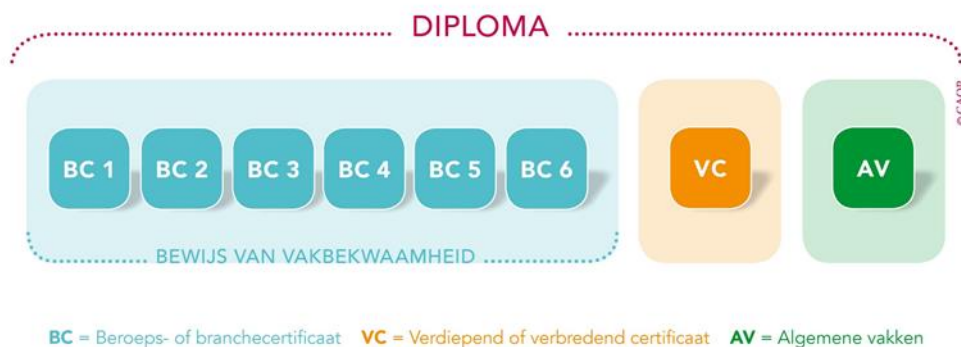 DIPLOMA
BC 1 BC 2 BC 3 BC 4 BC 5 BC 6 VC AV
BEWIJS VAN VAKBEKWAAMHEID
BC = Beroeps- of branchecertificaat VC = Verdiepend of verbredend certificaat AV = Algemene vakken